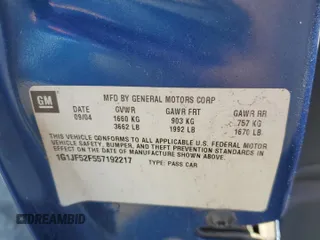 GM
MFD BY GENERAL MOTORS CORP
DATE GVWR GAWR FRT GAWR RR
09/04 1660 KG 903 KG 757 KG
3662 LB 1992 LB 1670 LB
THIS VEHICLE CONFORMS TO ALL APPLICABLE U.S. FEDERAL MOTOR
VEHICLE SAFETY, BUMPER, AND THEFT PREVENTION STANDARDS IN
EFFECT ON THE DATE OF MANUFACTURE SHOWN ABOVE.
1G1JF52F557192217 TYPE: PASS CAR
DREAMBID